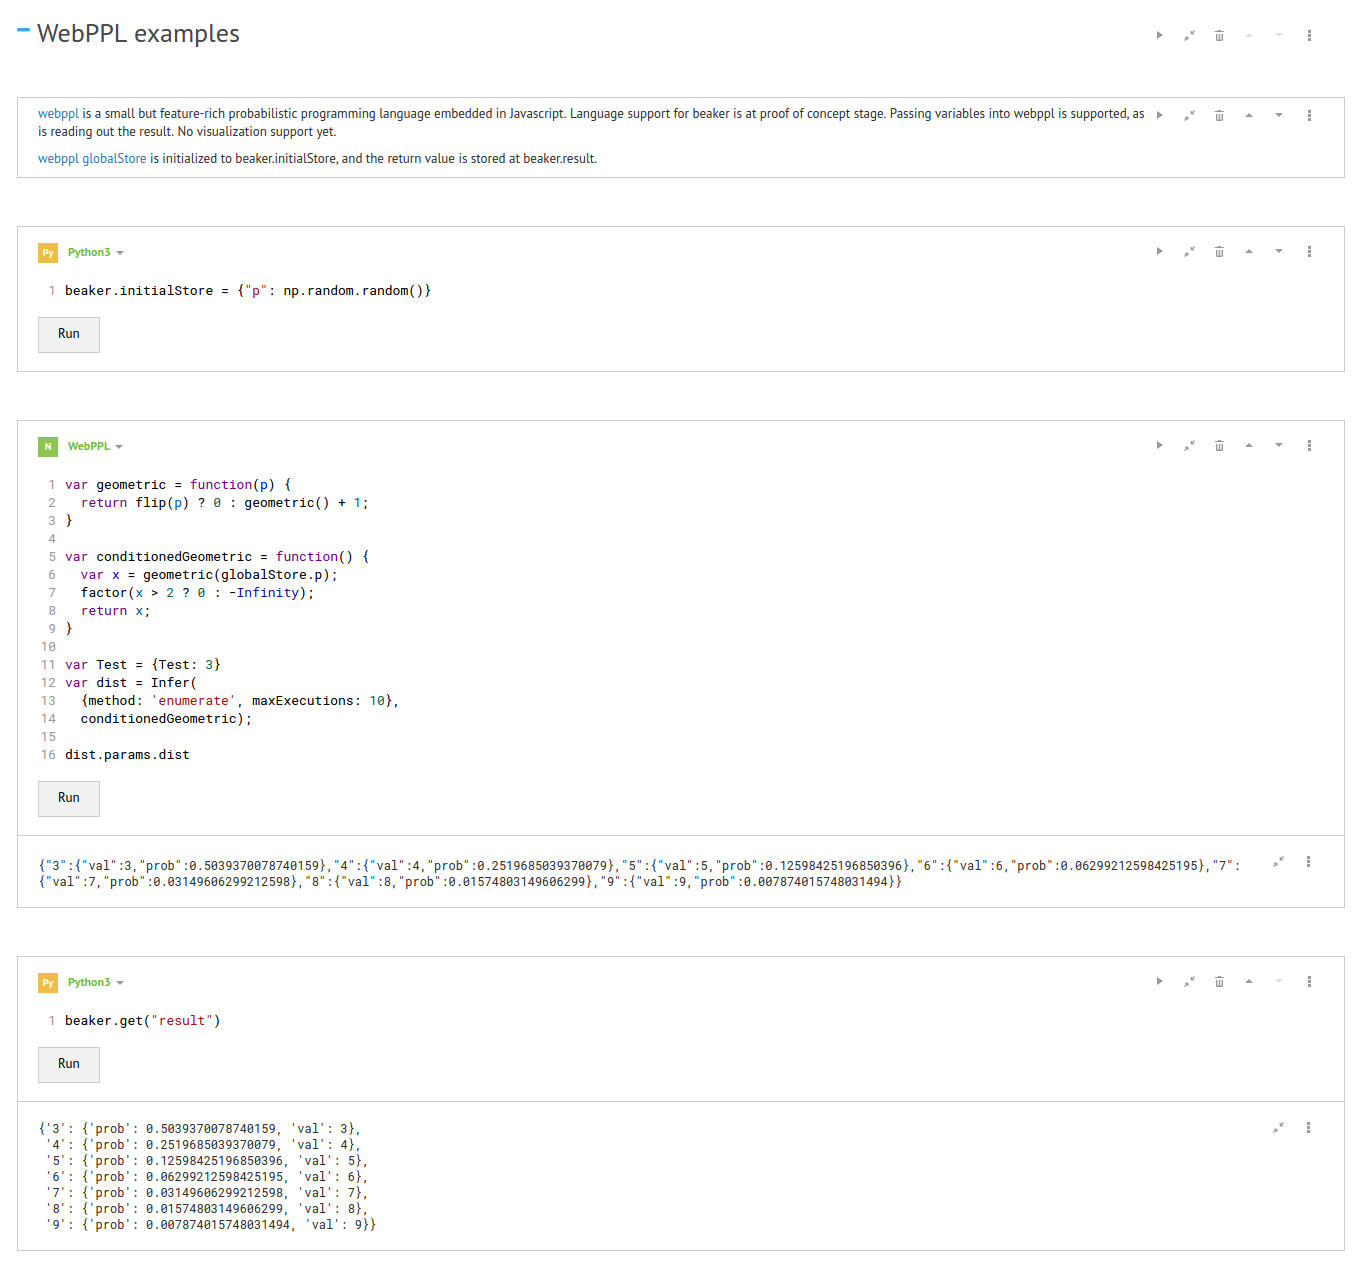 WebPPL examples
webppl is a small but feature-rich probabilistic programming language embedded in Javascript. Language support for beaker is at proof of concept stage. Passing variables into webppl is supported, as
is reading out the result. No visualization support yet.
webppl globalStore is initialized to beaker.initialStore, and the return value is stored at beaker.result.
Py Python3
1 beaker.initialStore = {"p": np.random.random()}
Run
N WebPPL
1 var geometric = function(p) {
2   return flip(p) ? 0 : geometric() + 1;
3 }
4
5 var conditionedGeometric = function() {
6   var x = geometric(globalStore.p);
7   factor(x > 2 ? 0 : -Infinity);
8   return x;
9 }
10
11 var Test = {Test: 3}
12 var dist = Infer(
13   {method: 'enumerate', maxExecutions: 10},
14   conditionedGeometric);
15
16 dist.params.dist
Run
{"3":{"val":3,"prob":0.5039370078740159},"4":{"val":4,"prob":0.2519685039370079},"5":{"val":5,"prob":0.12598425196850396},"6":{"val":6,"prob":0.06299212598425195},"7":
{"val":7,"prob":0.03149606299212598},"8":{"val":8,"prob":0.01574803149606299},"9":{"val":9,"prob":0.007874015748031494}}
Py Python3
1 beaker.get("result")
Run
{'3': {'prob': 0.5039370078740159, 'val': 3},
 '4': {'prob': 0.2519685039370079, 'val': 4},
 '5': {'prob': 0.12598425196850396, 'val': 5},
 '6': {'prob': 0.06299212598425195, 'val': 6},
 '7': {'prob': 0.03149606299212598, 'val': 7},
 '8': {'prob': 0.01574803149606299, 'val': 8},
 '9': {'prob': 0.007874015748031494, 'val': 9}}